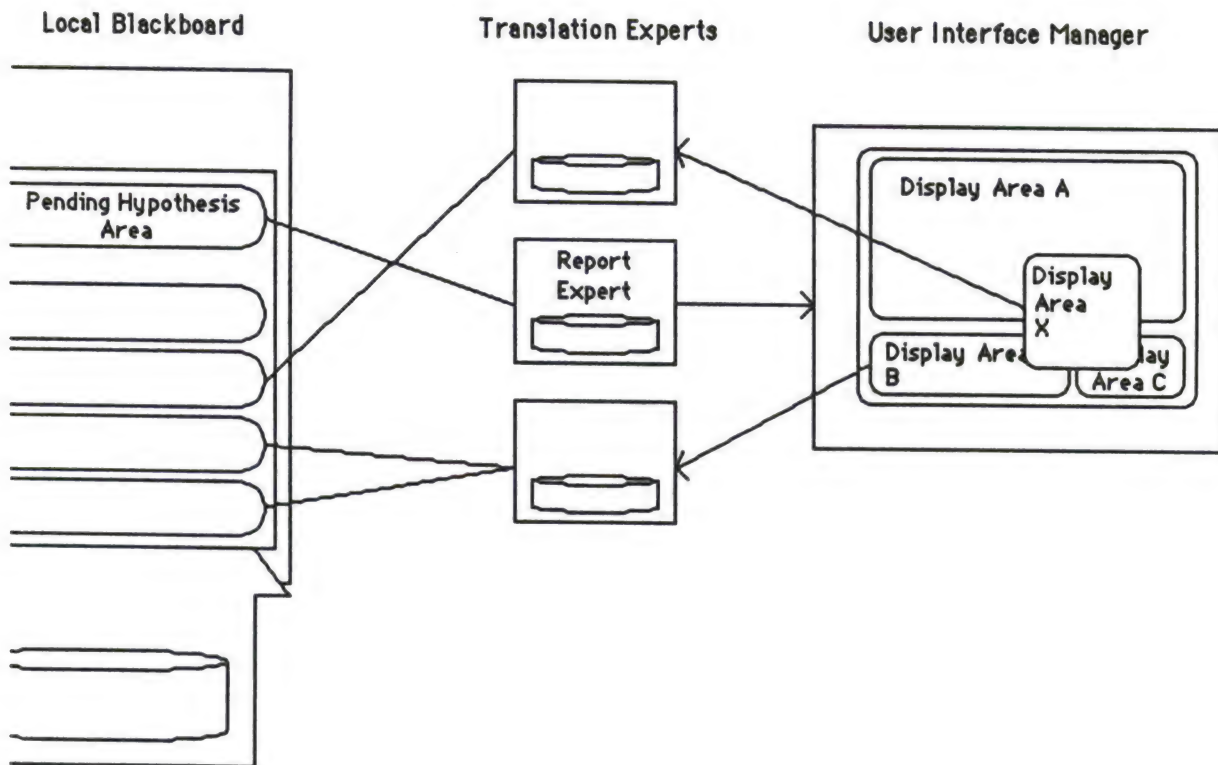 Local Blackboard
Translation Experts
User Interface Manager
Pending Hypothesis
Area
Report
Expert
Display Area A
Display
Area
X
Display Area
B
lay
Area C